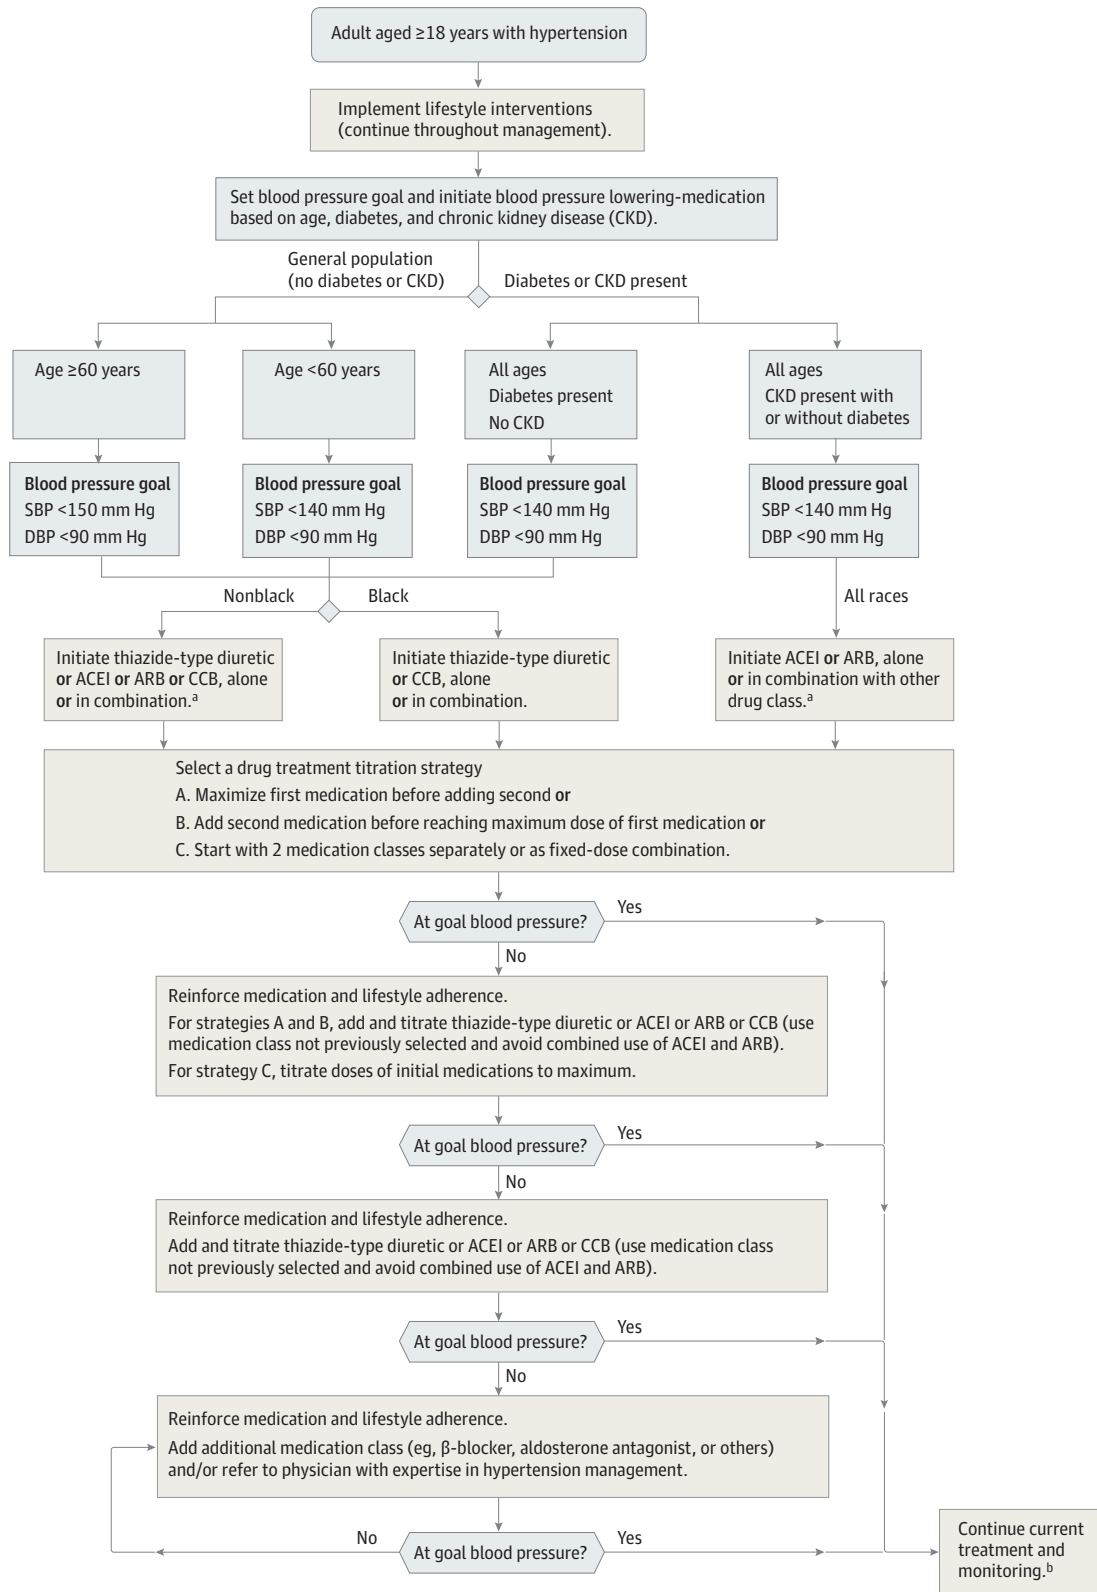 Adult aged ≥18 years with hypertension
Implement lifestyle interventions
(continue throughout management).
Set blood pressure goal and initiate blood pressure lowering-medication
based on age, diabetes, and chronic kidney disease (CKD).
General population
(no diabetes or CKD)
Diabetes or CKD present
Age ≥60 years
Age <60 years
All ages
Diabetes present
No CKD
All ages
CKD present with
or without diabetes
Blood pressure goal
SBP <150 mm Hg
DBP <90 mm Hg
Blood pressure goal
SBP <140 mm Hg
DBP <90 mm Hg
Blood pressure goal
SBP <140 mm Hg
DBP <90 mm Hg
Blood pressure goal
SBP <140 mm Hg
DBP <90 mm Hg
Nonblack
Black
All races
Initiate thiazide-type diuretic
or ACEI or ARB or CCB, alone
or in combination.a
Initiate thiazide-type diuretic
or CCB, alone
or in combination.
Initiate ACEI or ARB, alone
or in combination with other
drug class.a
Select a drug treatment titration strategy
A. Maximize first medication before adding second or
B. Add second medication before reaching maximum dose of first medication or
C. Start with 2 medication classes separately or as fixed-dose combination.
At goal blood pressure?
Yes
No
Reinforce medication and lifestyle adherence.
For strategies A and B, add and titrate thiazide-type diuretic or ACEI or ARB or CCB (use
medication class not previously selected and avoid combined use of ACEI and ARB).
For strategy C, titrate doses of initial medications to maximum.
At goal blood pressure?
Yes
No
Reinforce medication and lifestyle adherence.
Add and titrate thiazide-type diuretic or ACEI or ARB or CCB (use medication class
not previously selected and avoid combined use of ACEI and ARB).
At goal blood pressure?
Yes
No
Reinforce medication and lifestyle adherence.
Add additional medication class (eg, β-blocker, aldosterone antagonist, or others)
and/or refer to physician with expertise in hypertension management.
No
At goal blood pressure?
Yes
Continue current
treatment and
monitoring.b